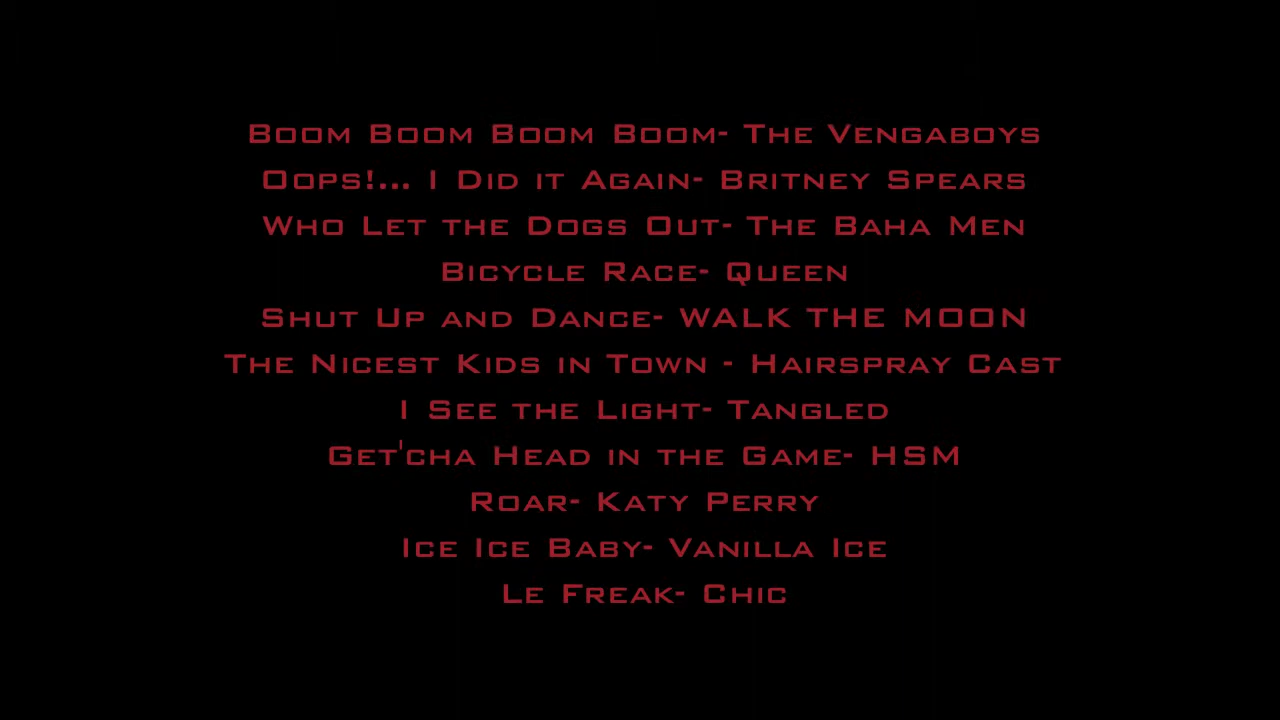 Boom Boom Boom Boom- The Vengaboys
Oops!... I Did it Again- Britney Spears
Who Let the Dogs Out- The Baha Men
Bicycle Race- Queen
Shut Up and Dance- WALK THE MOON
The Nicest Kids in Town - Hairspray Cast
I See the Light- Tangled
Get'cha Head in the Game- HSM
Roar- Katy Perry
Ice Ice Baby- Vanilla Ice
Le Freak- Chic